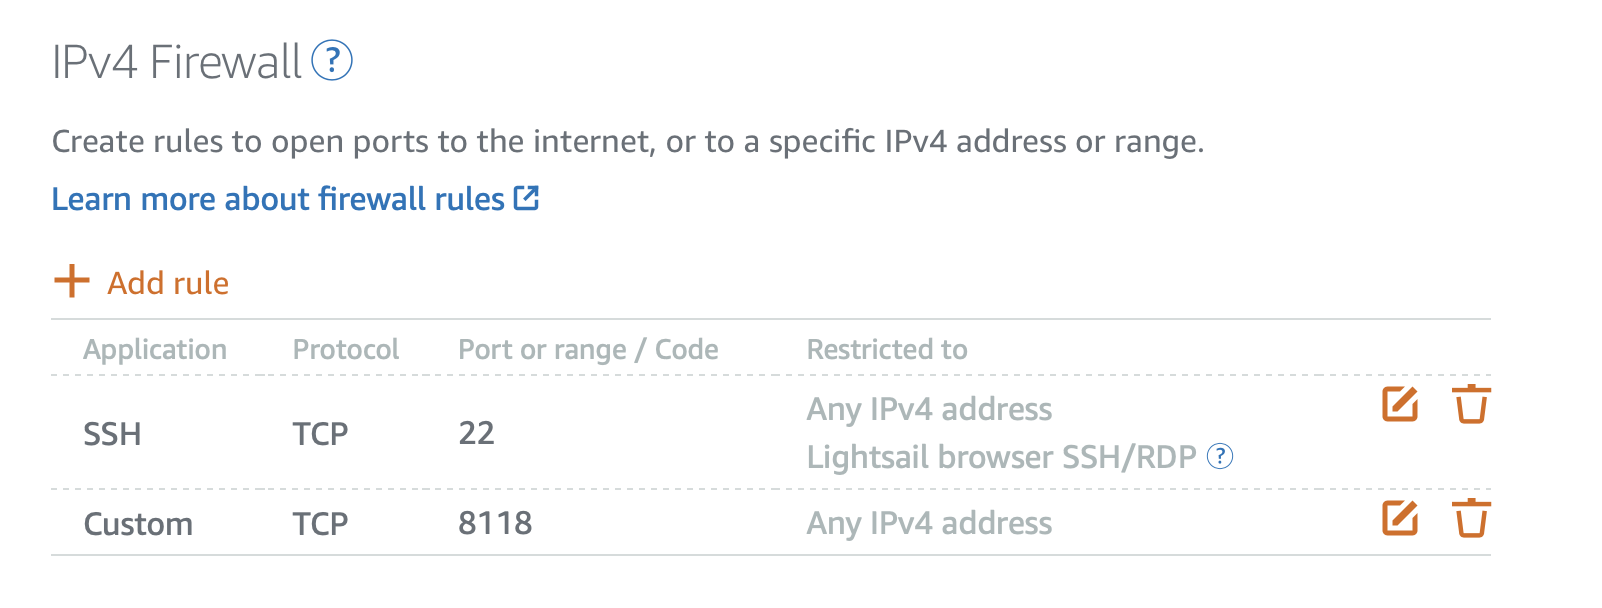 IPv4 Firewall ?
Create rules to open ports to the internet, or to a specific IPv4 address or range.
Learn more about firewall rules
Add rule
Application Protocol Port or range / Code Restricted to
SSH TCP 22 Any IPv4 address
Lightsail browser SSH/RDP ?
Custom TCP 8118 Any IPv4 address